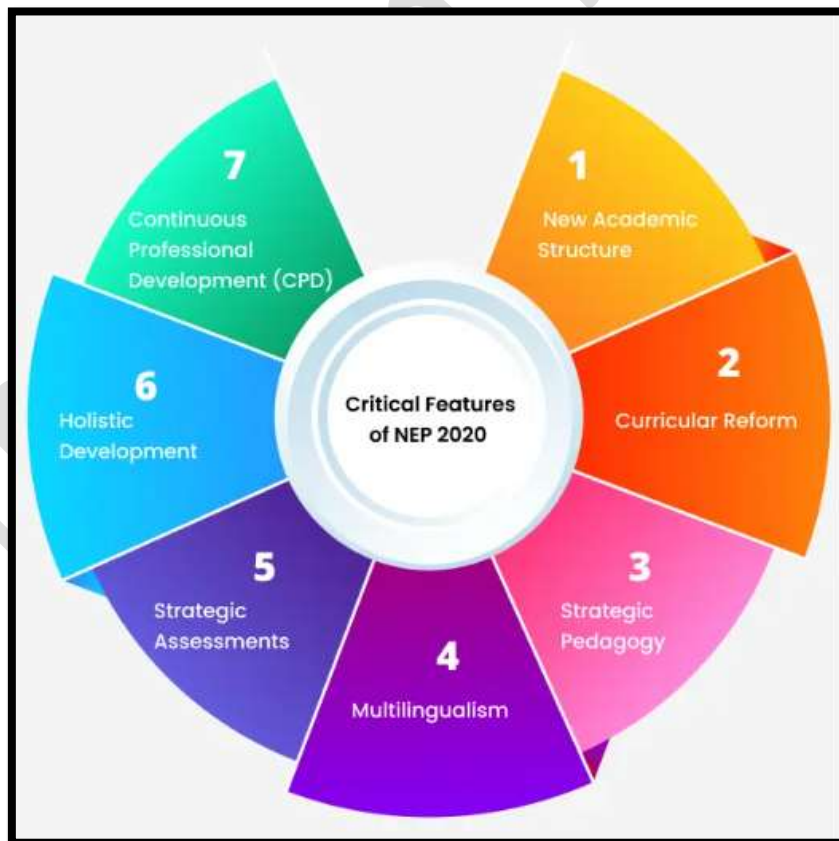 Critical Features
of NEP 2020
1
New Academic
Structure
2
Curricular Reform
3
Strategic
Pedagogy
4
Multilingualism
5
Strategic
Assessments
6
Holistic
Development
7
Continuous
Professional
Development (CPD)